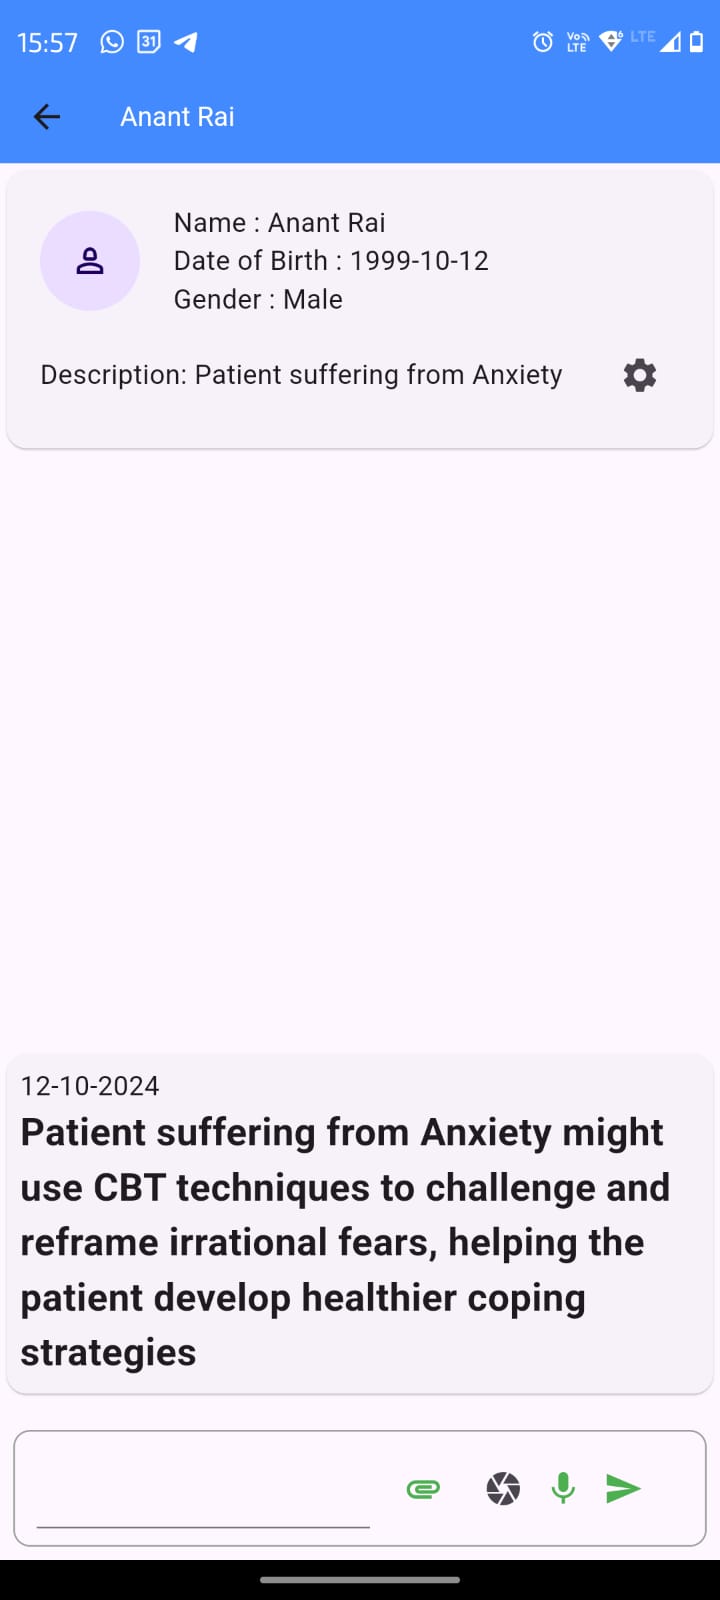 15:57
31
Vo))
LTE
6
LTE
Anant Rai
Name : Anant Rai
Date of Birth : 1999-10-12
Gender : Male
Description: Patient suffering from Anxiety
12-10-2024
Patient suffering from Anxiety might
use CBT techniques to challenge and
reframe irrational fears, helping the
patient develop healthier coping
strategies